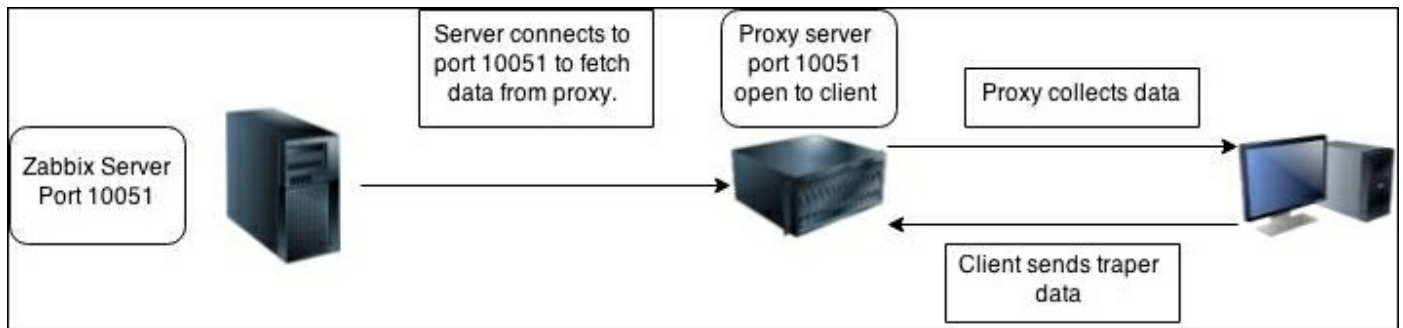 Zabbix Server
Port 10051
Server connects to
port 10051 to fetch
data from proxy.
Proxy server
port 10051
open to client
Proxy collects data
Client sends traper
data